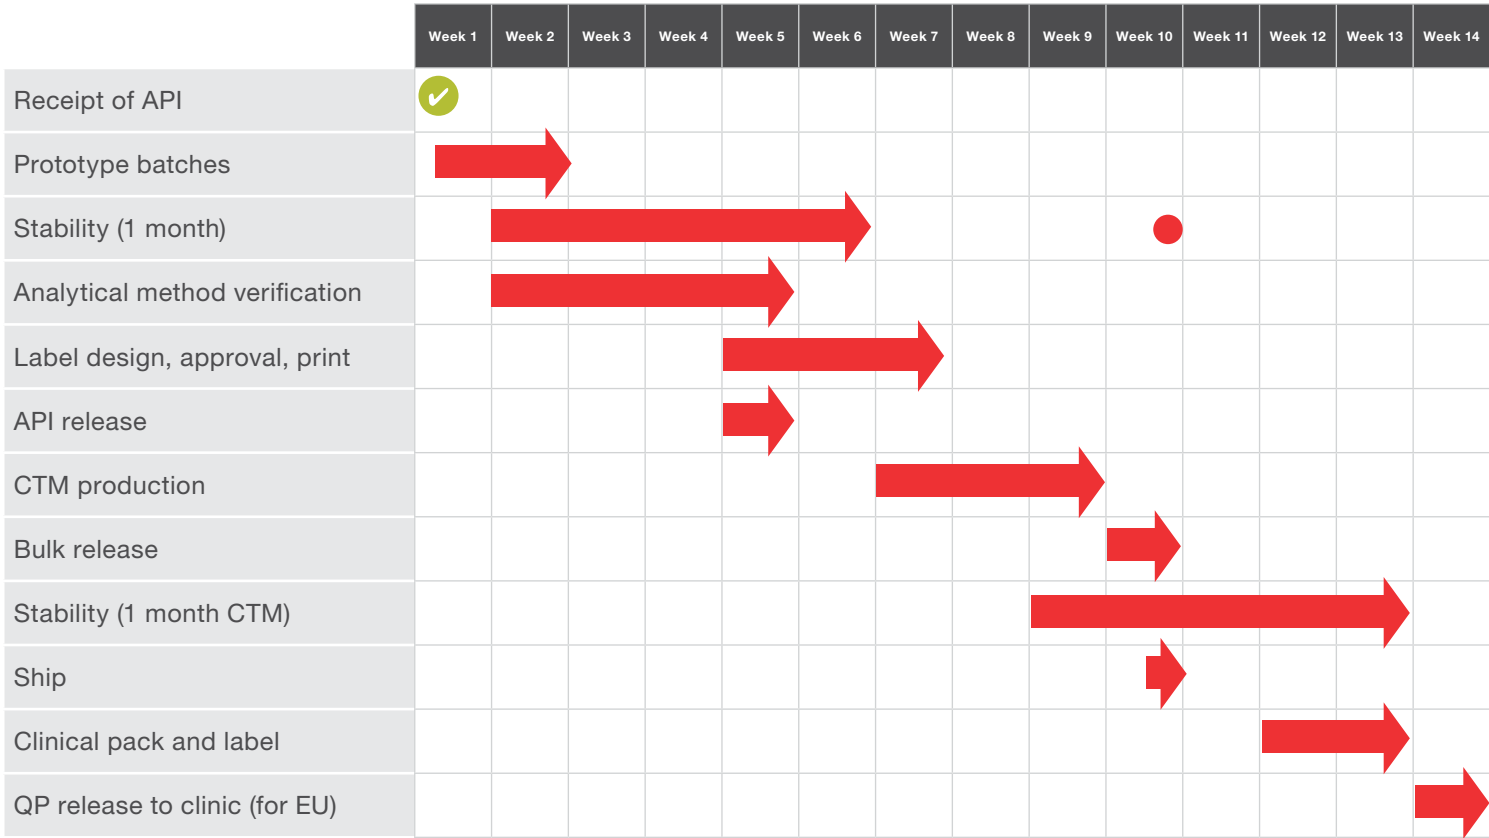 Week 1 Week 2 Week 3 Week 4 Week 5 Week 6 Week 7 Week 8 Week 9 Week 10 Week 11 Week 12 Week 13 Week 14
Receipt of API
Prototype batches
Stability (1 month)
Analytical method verification
Label design, approval, print
API release
CTM production
Bulk release
Stability (1 month CTM)
Ship
Clinical pack and label
QP release to clinic (for EU)